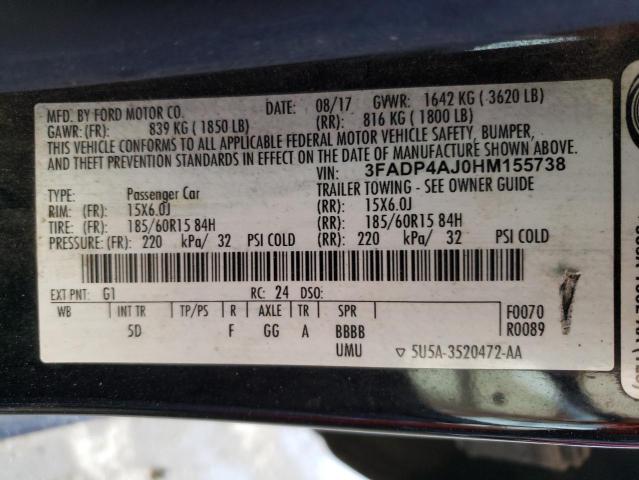 MFD. BY FORD MOTOR CO. DATE: 08/17 GVWR: 1642 KG ( 3620 LB)
GAWR: (FR): 839 KG ( 1850 LB) (RR): 816 KG ( 1800 LB)
THIS VEHICLE CONFORMS TO ALL APPLICABLE FEDERAL MOTOR VEHICLE SAFETY, BUMPER,
AND THEFT PREVENTION STANDARDS IN EFFECT ON THE DATE OF MANUFACTURE SHOWN ABOVE.
VIN: 3FADP4AJ0HM155738
TYPE: Passenger Car TRAILER TOWING - SEE OWNER GUIDE
RIM: (FR): 15X6.0J (RR): 15X6.0J
TIRE: (FR): 185/60R15 84H (RR): 185/60R15 84H
PRESSURE: (FR): 220 kPa/ 32 PSI COLD (RR): 220 kPa/ 32 PSI COLD
EXT PNT: G1 RC: 24 DSO:
WB INT TR TP/PS R AXLE TR SPR F0070
5D F GG A BBBB R0089
UMU ▽ 5U5A-3520472-AA